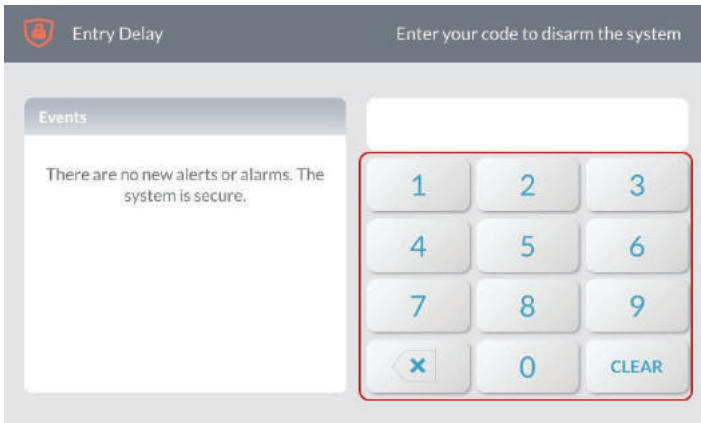 Entry Delay
Enter your code to disarm the system
Events
There are no new alerts or alarms. The
system is secure.
1 2 3
4 5 6
7 8 9
0 CLEAR